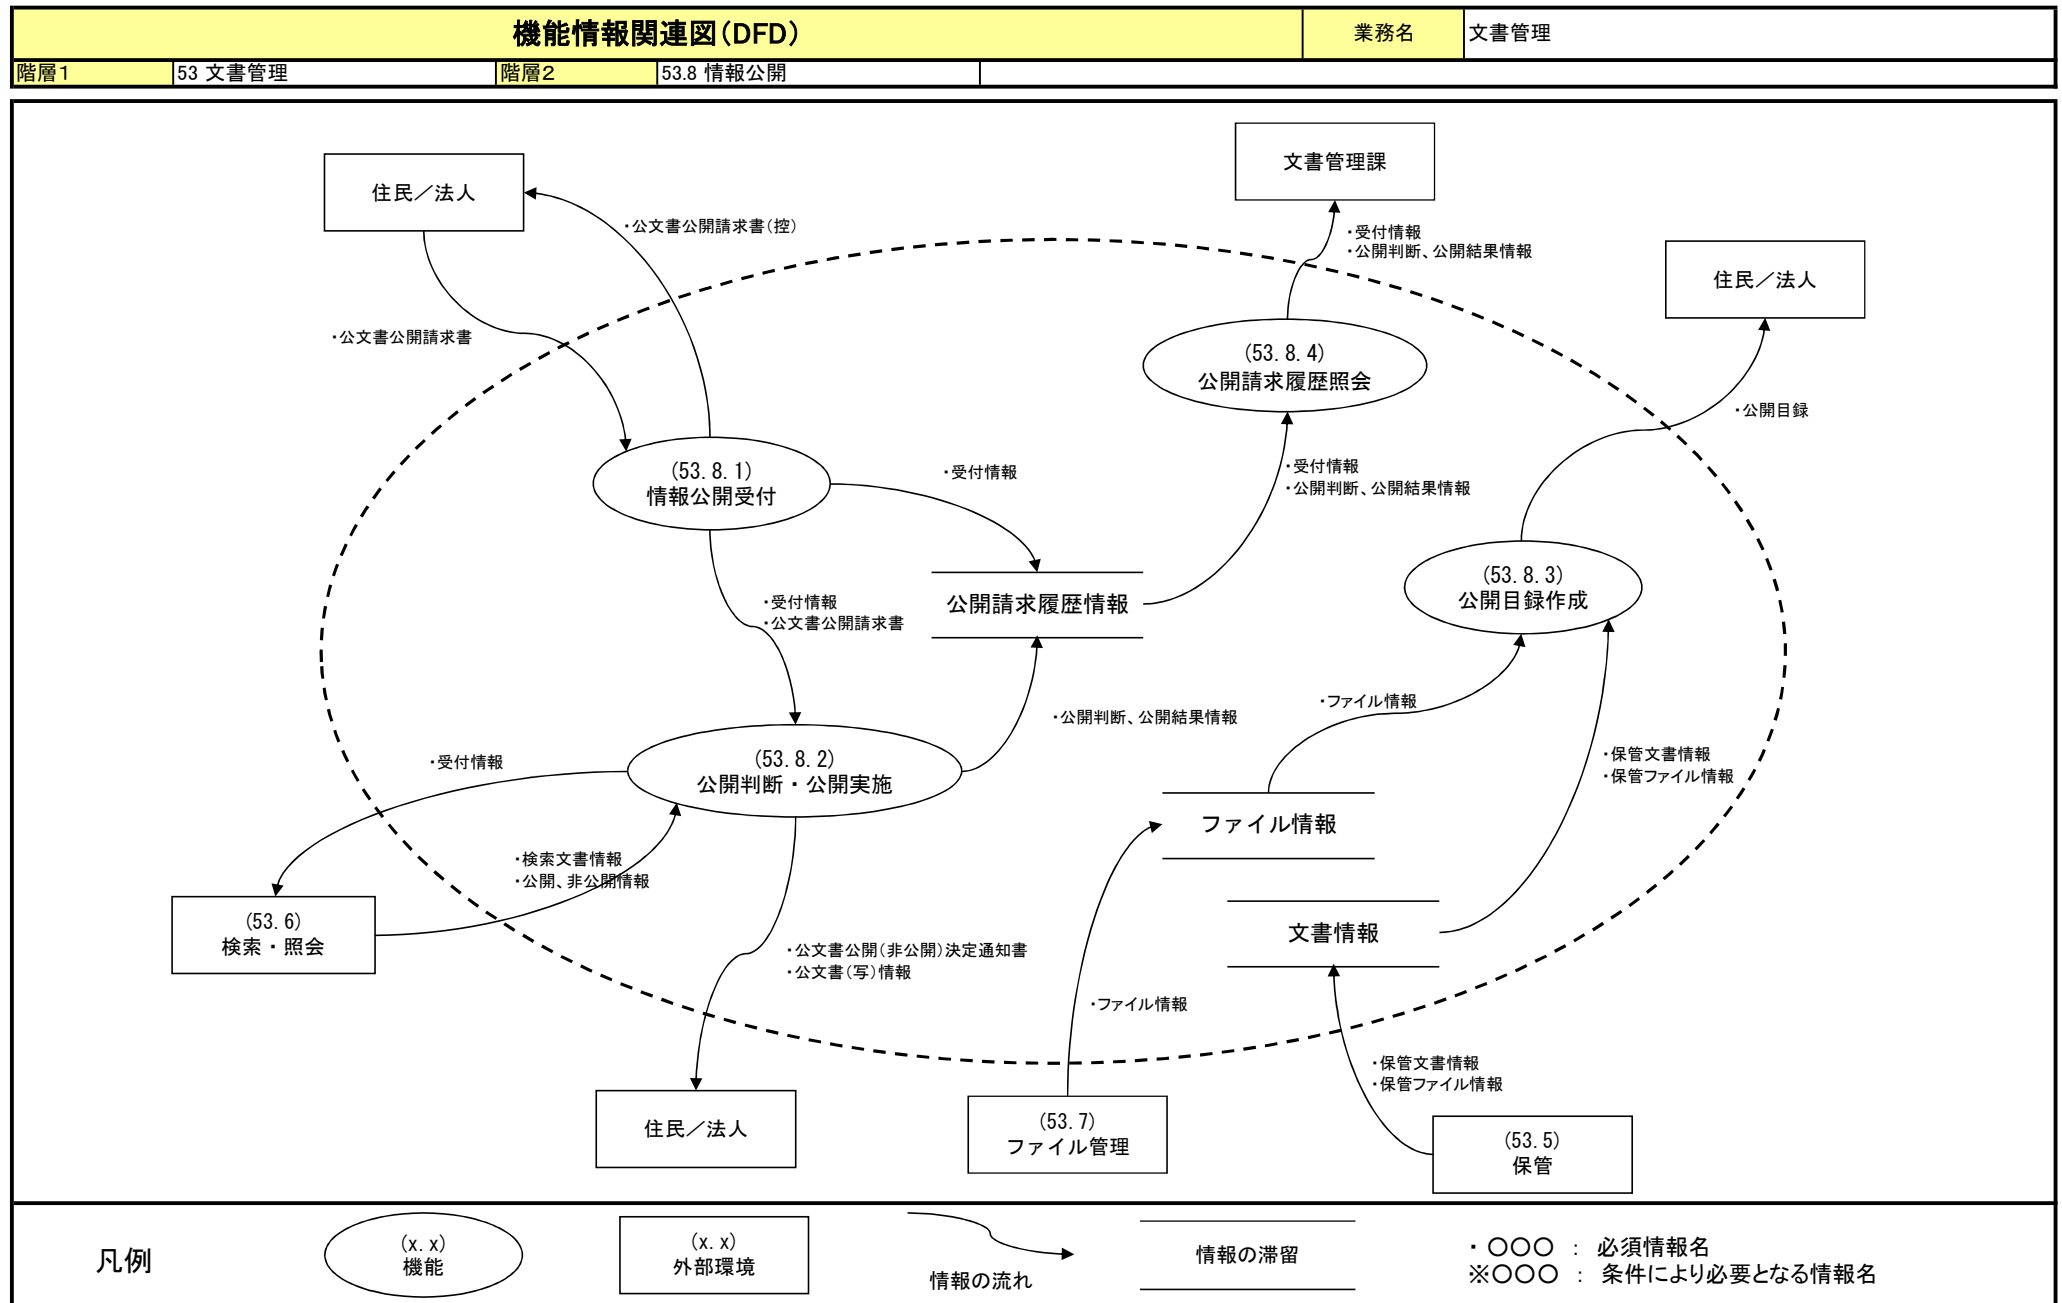 機能情報関連図（DFD）
業務名
文書管理
階層１
53 文書管理
階層２
53.8 情報公開
住民／法人
・公文書公開請求書（控）
・公文書公開請求書
文書管理課
・受付情報
・公開判断、公開結果情報
住民／法人
(53.8.4)
公開請求履歴照会
・公開目録
(53.8.1)
情報公開受付
・受付情報
・受付情報
・公開判断、公開結果情報
(53.8.3)
公開目録作成
・受付情報
・公文書公開請求書
公開請求履歴情報
・ファイル情報
・公開判断、公開結果情報
(53.8.2)
公開判断・公開実施
・受付情報
・保管文書情報
・保管ファイル情報
ファイル情報
・検索文書情報
・公開、非公開情報
(53.6)
検索・照会
文書情報
・公文書公開（非公開）決定通知書
・公文書（写）情報
・ファイル情報
・保管文書情報
・保管ファイル情報
住民／法人
(53.7)
ファイル管理
(53.5)
保管
凡例
(x.x)
機能
(x.x)
外部環境
情報の流れ
情報の滞留
・ 〇〇〇 ： 必須情報名
※〇〇〇 ： 条件により必要となる情報名